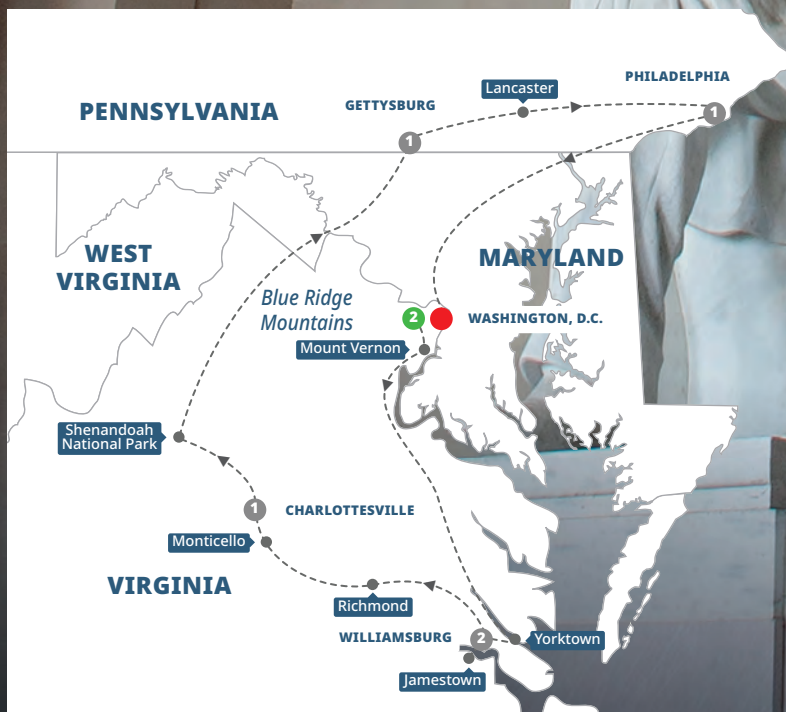 PHILADELPHIA
Lancaster
GETTYSBURG
PENNSYLVANIA
1
1
WEST
VIRGINIA
MARYLAND
Blue Ridge
Mountains
2
WASHINGTON, D.C.
Mount Vernon
Shenandoah
National Park
1
CHARLOTTESVILLE
Monticello
VIRGINIA
Richmond
WILLIAMSBURG
2
Yorktown
Jamestown